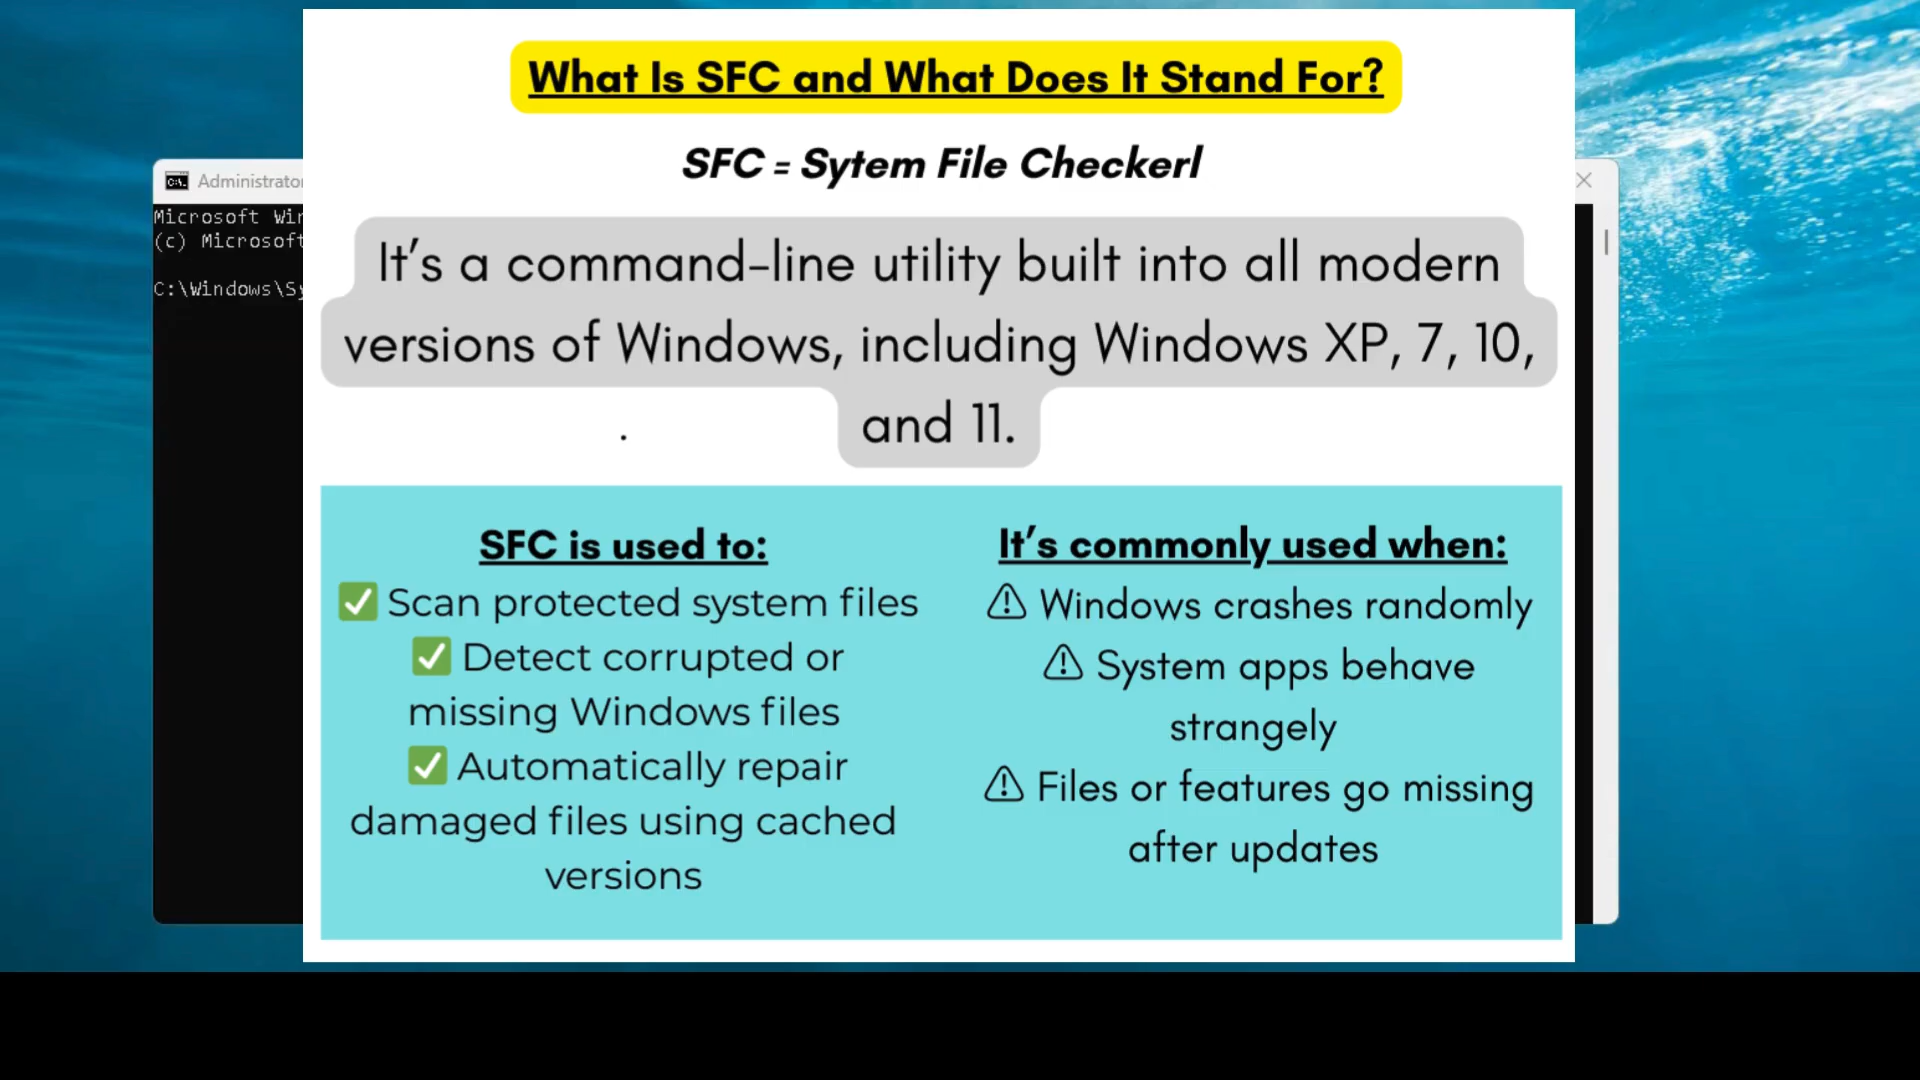 What Is SFC and What Does It Stand For?
SFC = Sytem File Checkerl
Administrator
Microsoft Win
(c) Microsoft
C:\Windows\Sy
It's a command-line utility built into all modern
versions of Windows, including Windows XP, 7, 10,
and 11.
.
SFC is used to:
✅ Scan protected system files
✅ Detect corrupted or
missing Windows files
✅ Automatically repair
damaged files using cached
versions
It's commonly used when:
⚠ Windows crashes randomly
⚠ System apps behave
strangely
⚠ Files or features go missing
after updates